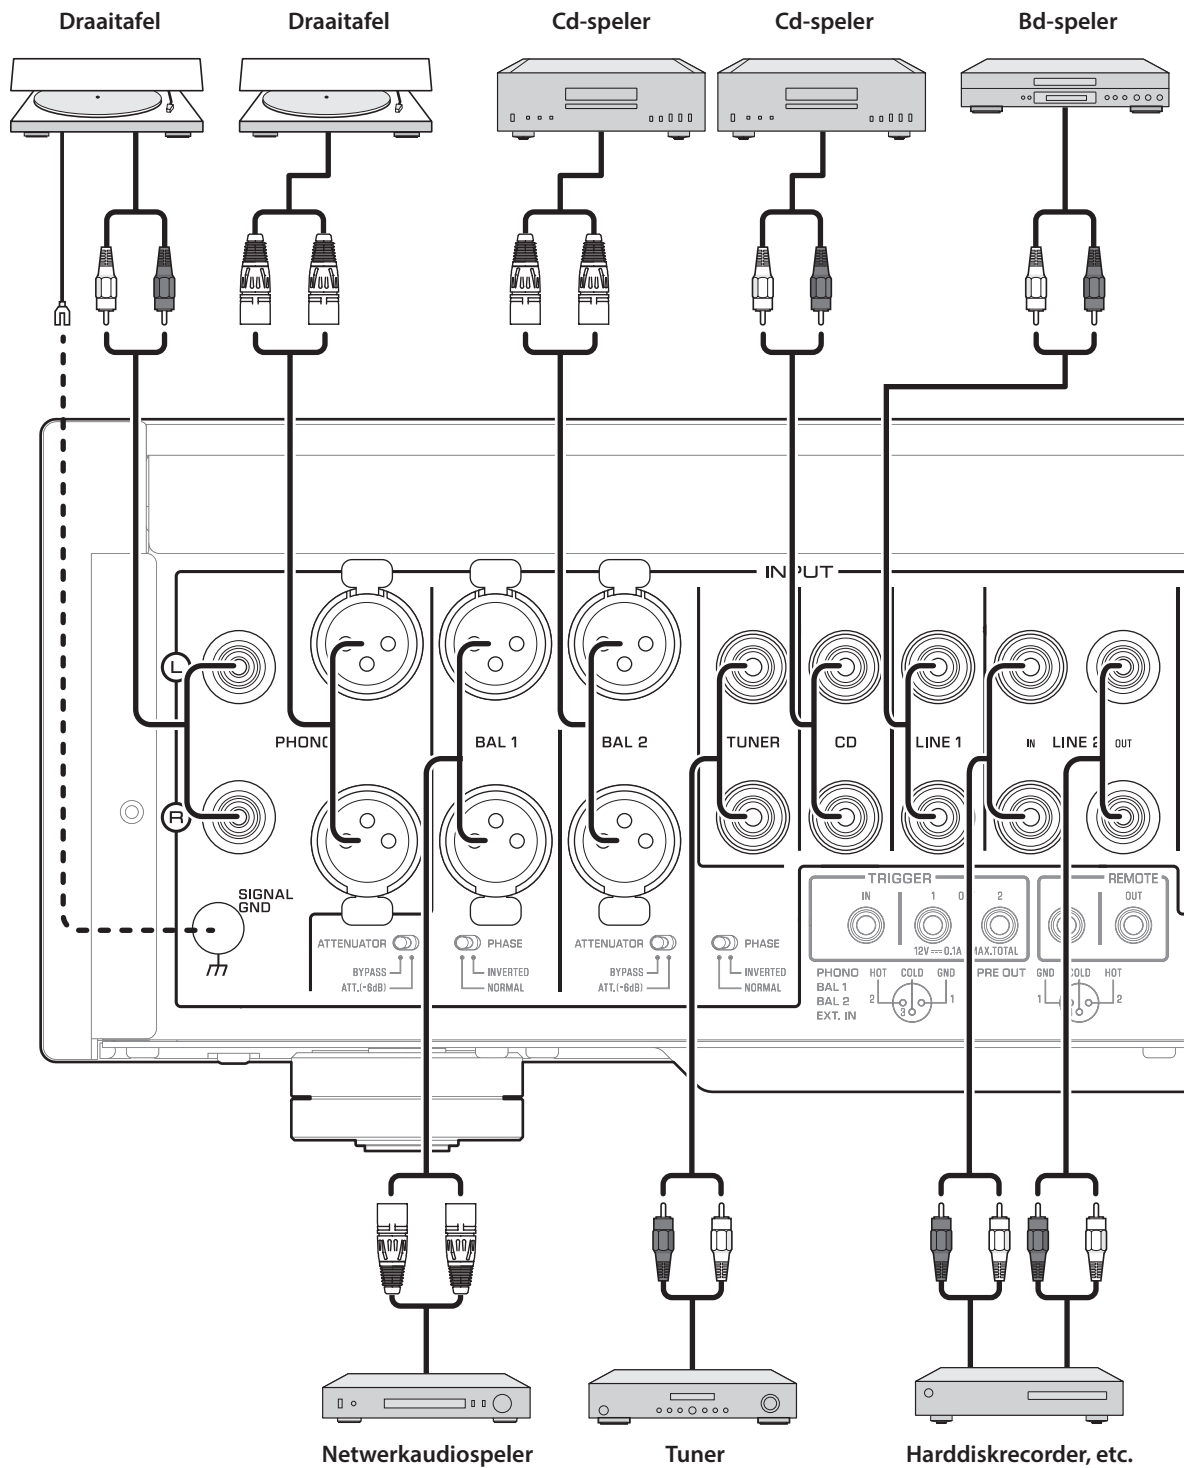 Draaitafel
Draaitafel
Cd-speler
Cd-speler
Bd-speler
INPUT
L
PHONO
BAL 1
BAL 2
TUNER
CD
LINE 1
IN
LINE 2
OUT
R
SIGNAL
GND
TRIGGER
REMOTE
IN
1
2
OUT
12V 0.1A MAX.TOTAL
ATTENUATOR
PHASE
ATTENUATOR
PHASE
BYPASS
INVERTED
BYPASS
INVERTED
ATT.(-6dB)
NORMAL
ATT.(-6dB)
NORMAL
PHONO
HOT
COLD
GND
PRE OUT
GND
COLD
HOT
BAL 1
BAL 2
2
3
1
1
2
EXT. IN
Netwerkaudiospeler
Tuner
Harddiskrecorder, etc.